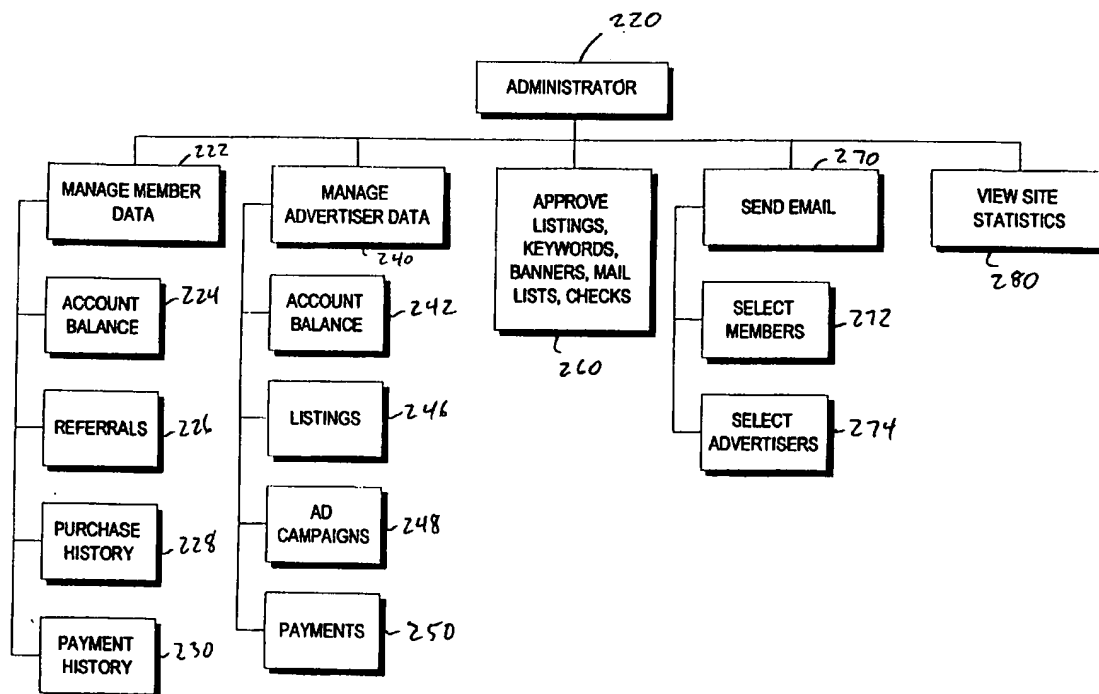 220
ADMINISTRATOR
222
MANAGE MEMBER
DATA
224
ACCOUNT
BALANCE
REFERRALS
226
PURCHASE
HISTORY
228
PAYMENT
HISTORY
230
MANAGE
ADVERTISER DATA
240
ACCOUNT
BALANCE
242
LISTINGS
246
AD
CAMPAIGNS
248
PAYMENTS
250
APPROVE
LISTINGS,
KEYWORDS,
BANNERS, MAIL
LISTS, CHECKS
260
270
SEND EMAIL
SELECT
MEMBERS
272
SELECT
ADVERTISERS
274
VIEW SITE
STATISTICS
280